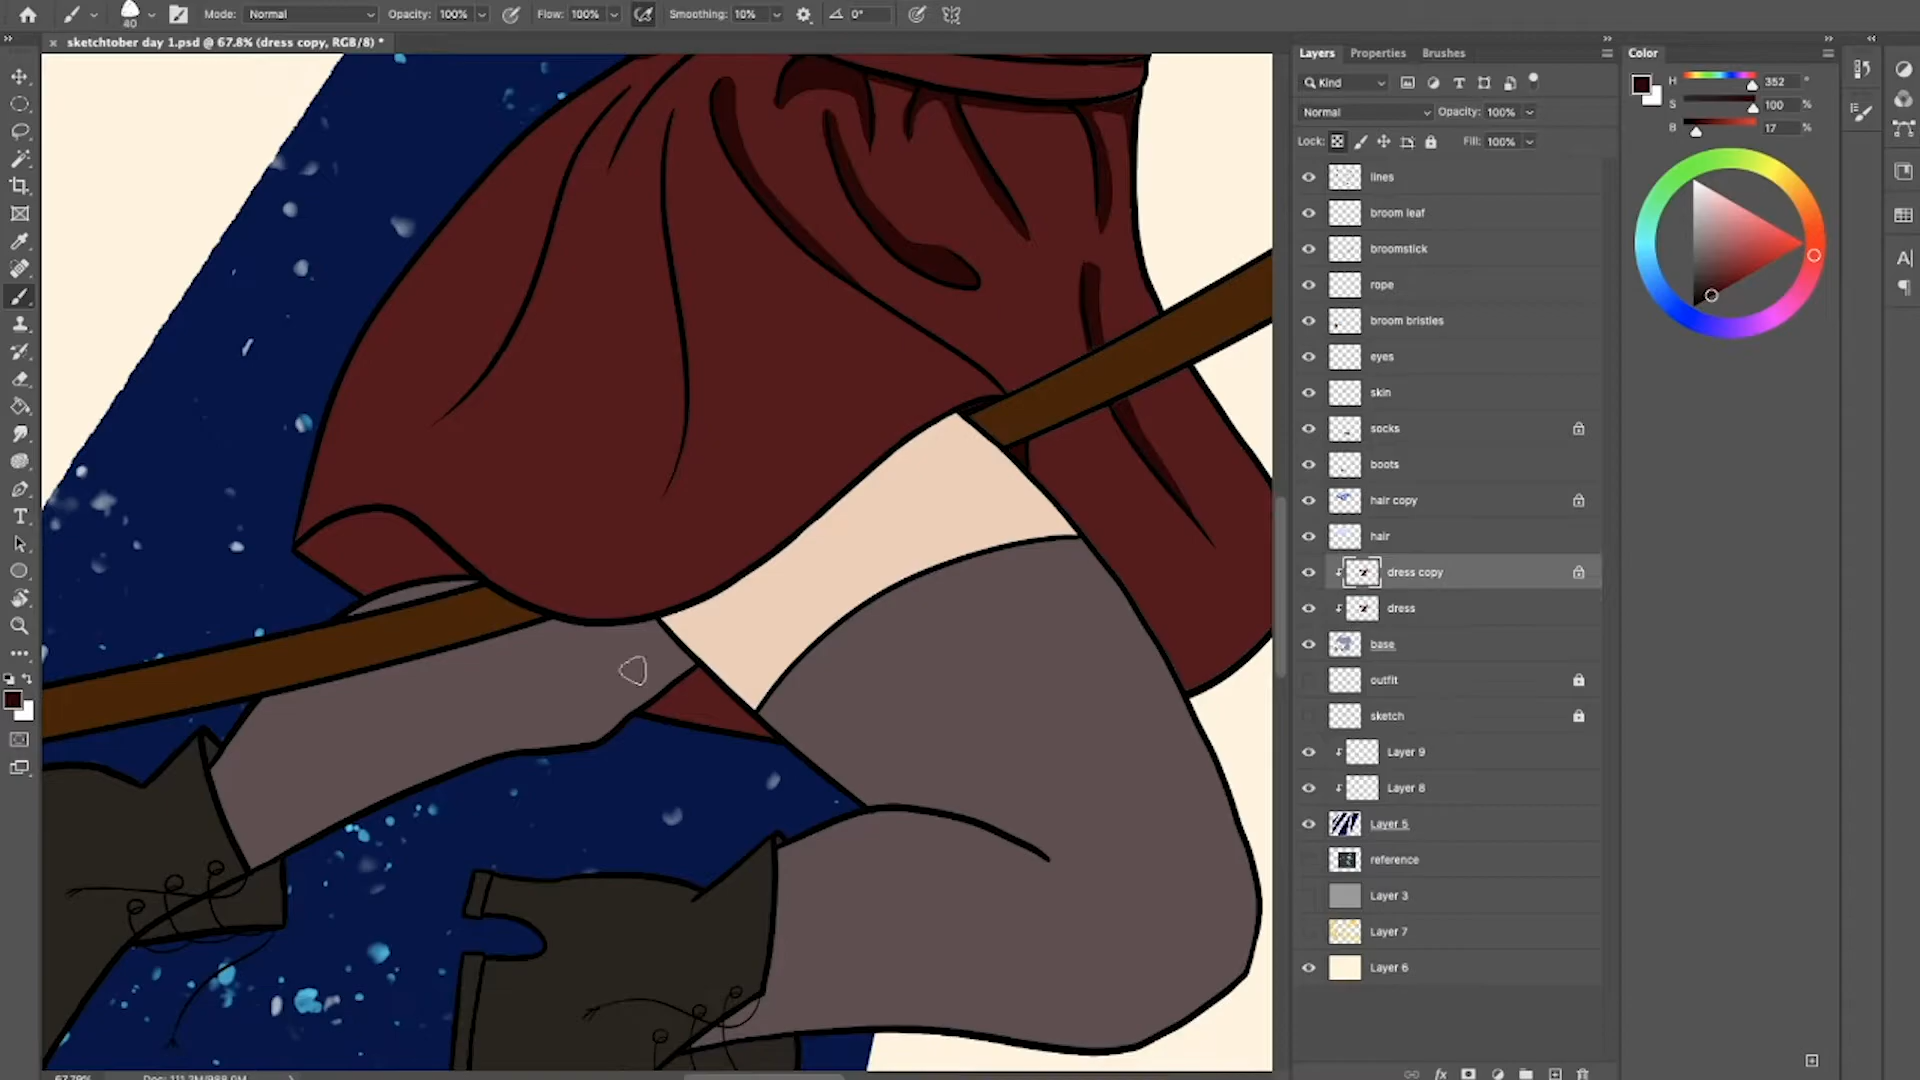 40
Mode: Normal
Opacity: 100%
Flow: 100%
Smoothing: 10%
0°
sketchtober day 1.psd @ 67.8% (dress copy, RGB/8) *
Layers
Properties
Brushes
Color
Kind
Normal
Opacity: 100%
Lock:
Fill: 100%
H 352 °
S 100 %
B 17 %
lines
broom leaf
broomstick
rope
broom bristles
eyes
skin
socks
boots
hair copy
hair
dress copy
dress
base
outfit
sketch
Layer 9
Layer 8
Layer 5
reference
Layer 3
Layer 7
Layer 6